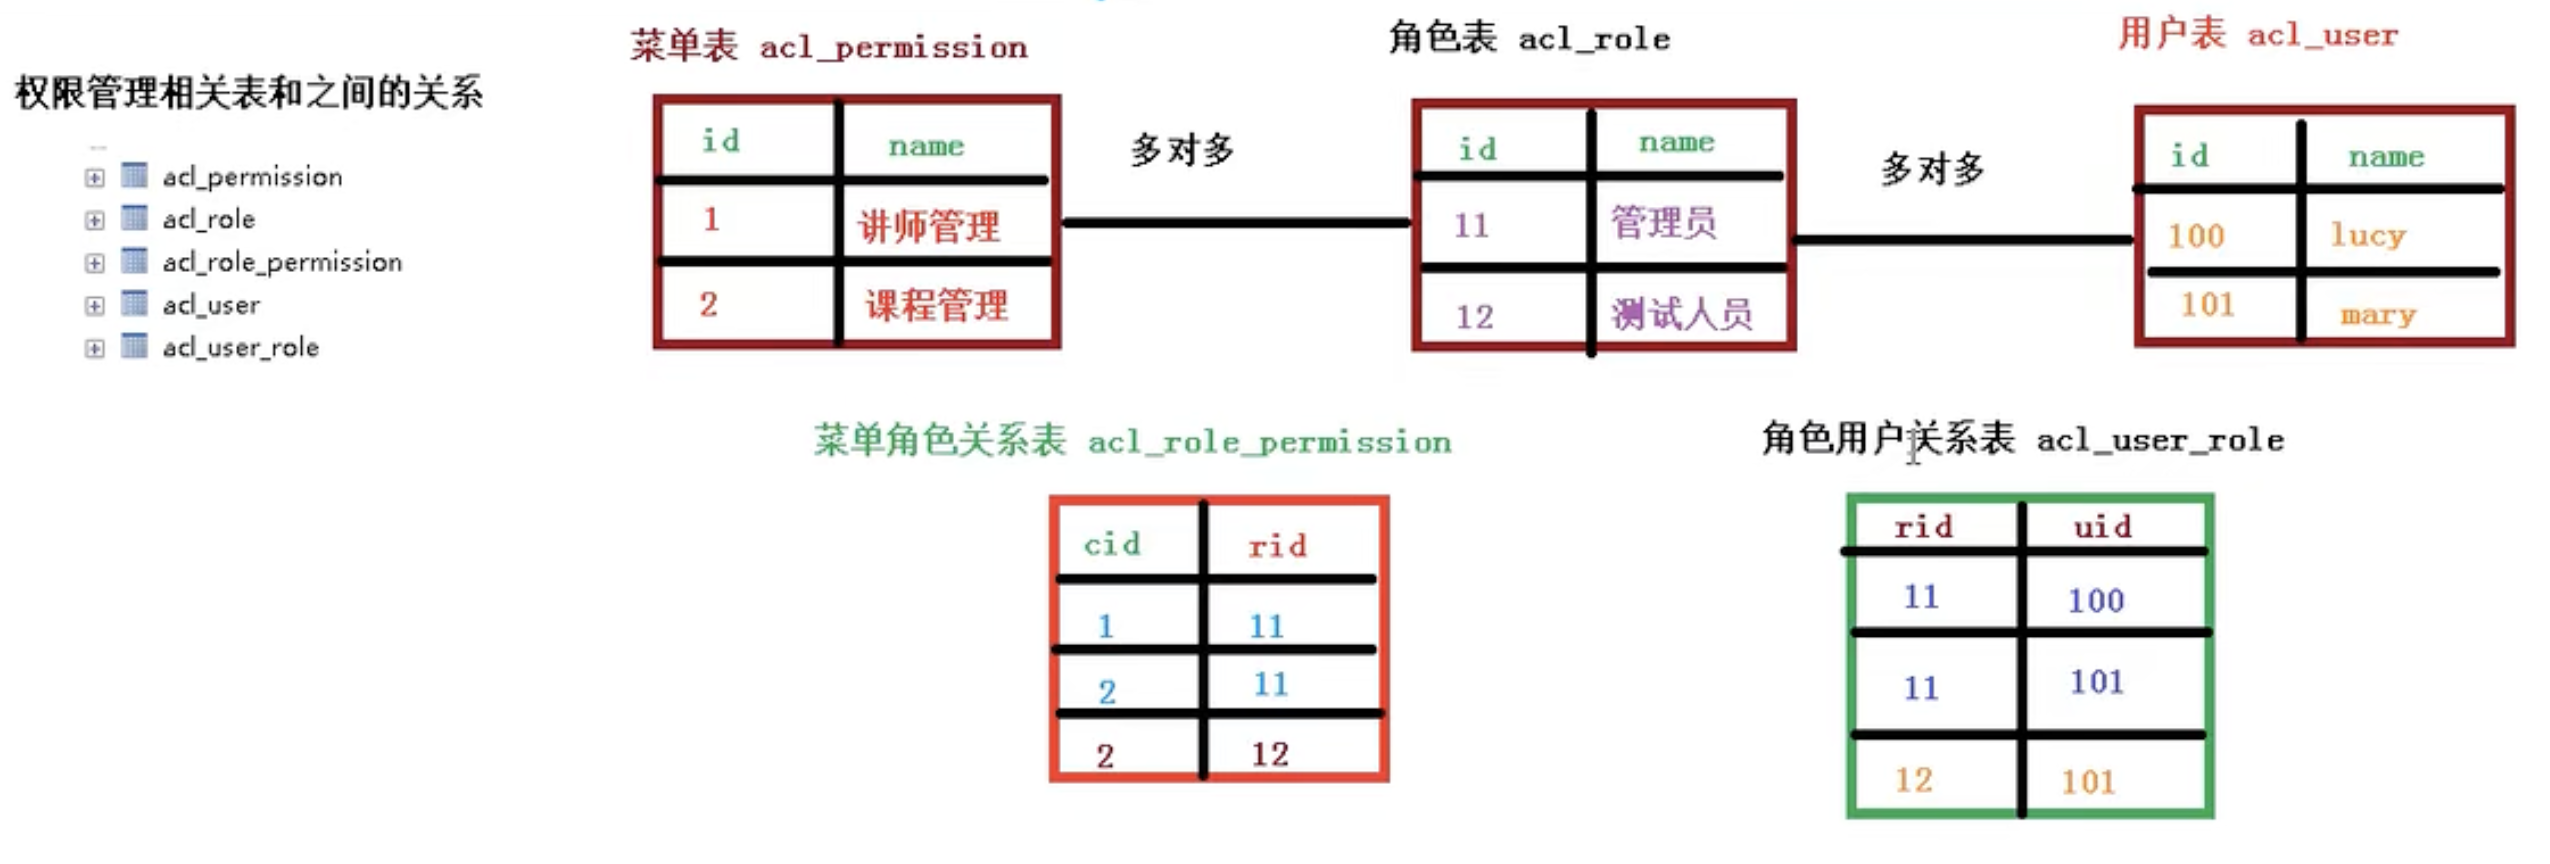 权限管理相关表和之间的关系
acl_permission
acl_role
acl_role_permission
acl_user
acl_user_role
菜单表 acl_permission
id name
1 讲师管理
2 课程管理
多对多
角色表 acl_role
id name
11 管理员
12 测试人员
多对多
用户表 acl_user
id name
100 lucy
101 mary
菜单角色关系表 acl_role_permission
cid rid
1 11
2 11
2 12
角色用户关系表 acl_user_role
rid uid
11 100
11 101
12 101